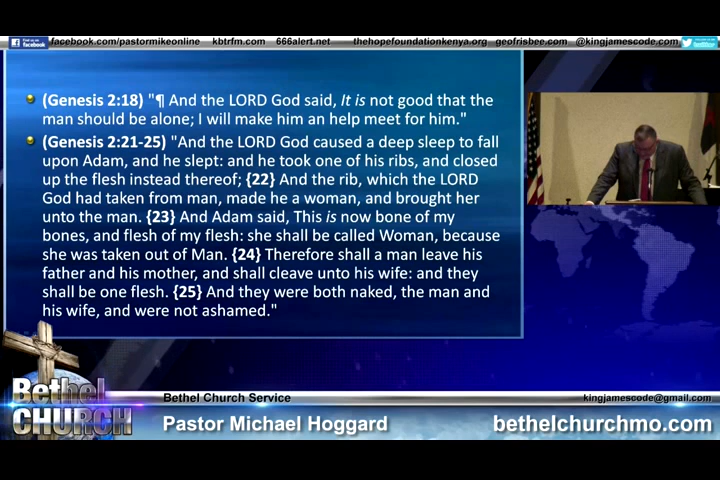 facebook.com/pastormikeonline kbtrfm.com 666alert.net thehopefoundationkenya.org geofrisbee.com @kingjamescode.com
facebook
(Genesis 2:18) "¶ And the LORD God said, It is not good that the
man should be alone; I will make him an help meet for him."
(Genesis 2:21-25) "And the LORD God caused a deep sleep to fall
upon Adam, and he slept: and he took one of his ribs, and closed
up the flesh instead thereof; {22} And the rib, which the LORD
God had taken from man, made he a woman, and brought her
unto the man. {23} And Adam said, This is now bone of my
bones, and flesh of my flesh: she shall be called Woman, because
she was taken out of Man. {24} Therefore shall a man leave his
father and his mother, and shall cleave unto his wife: and they
shall be one flesh. {25} And they were both naked, the man and
his wife, and were not ashamed."
Bethel
CHURCH
Bethel Church Service kingjamescode@gmail.com
Pastor Michael Hoggard bethelchurchmo.com